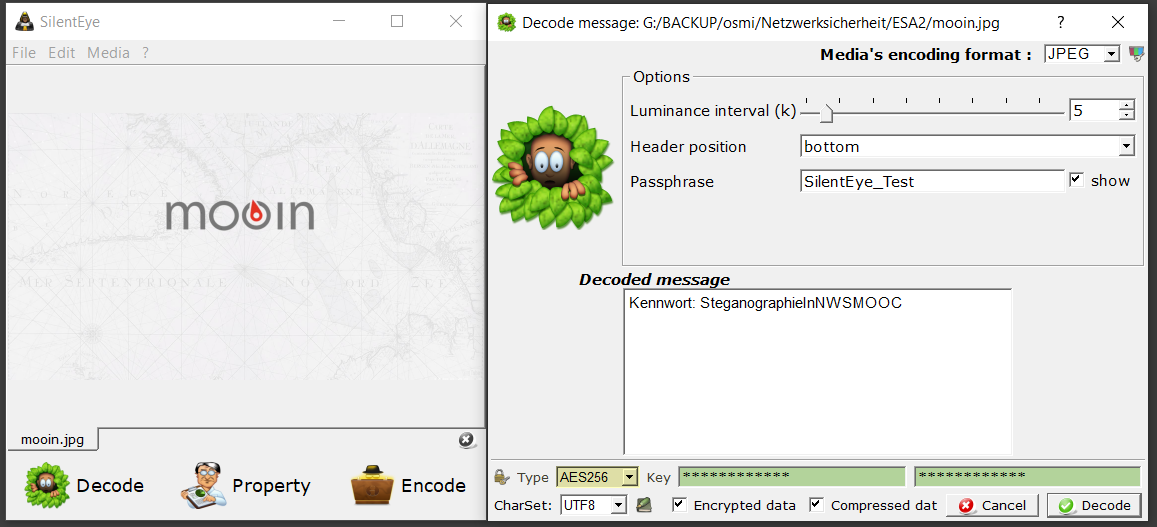 SilentEye
File Edit Media ?
mooin
CARTE
D'ALLEMAGNE
MER SEPTENTRIONALE NOORD ZEE
mooin.jpg
Decode Property Encode
Decode message: G:/BACKUP/osmi/Netzwerksicherheit/ESA2/mooin.jpg ?
Media's encoding format : JPEG
Options
Luminance interval (k) 5
Header position bottom
Passphrase SilentEye_Test show
Decoded message
Kennwort: SteganographieInNWSMOOC
Type AES256 Key ************ ************
CharSet: UTF8 Encrypted data Compressed dat Cancel Decode